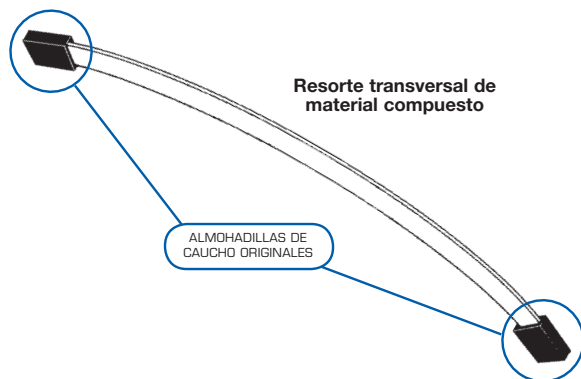 Resorte transversal de
material compuesto
ALMOHADILLAS DE
CAUCHO ORIGINALES